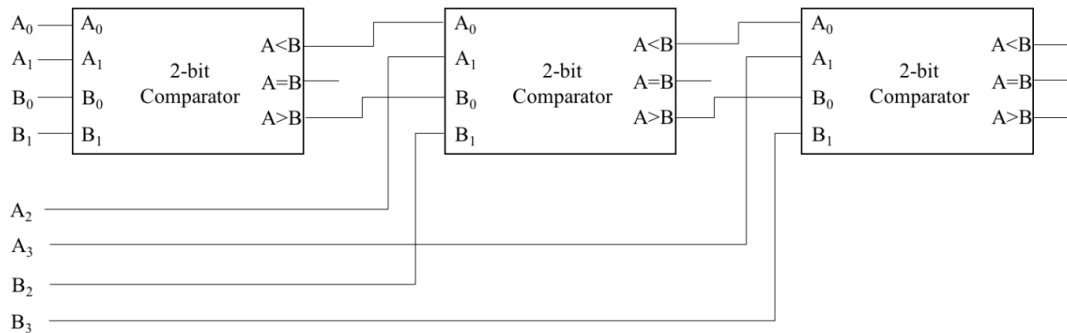 A₀ A₀
A₁ A₁
B₀ B₀
B₁ B₁
2-bit
Comparator
A<B
A=B
A>B
A₀
A₁
B₀
B₁
2-bit
Comparator
A<B
A=B
A>B
A₀
A₁
B₀
B₁
2-bit
Comparator
A<B
A=B
A>B
A₂
A₃
B₂
B₃